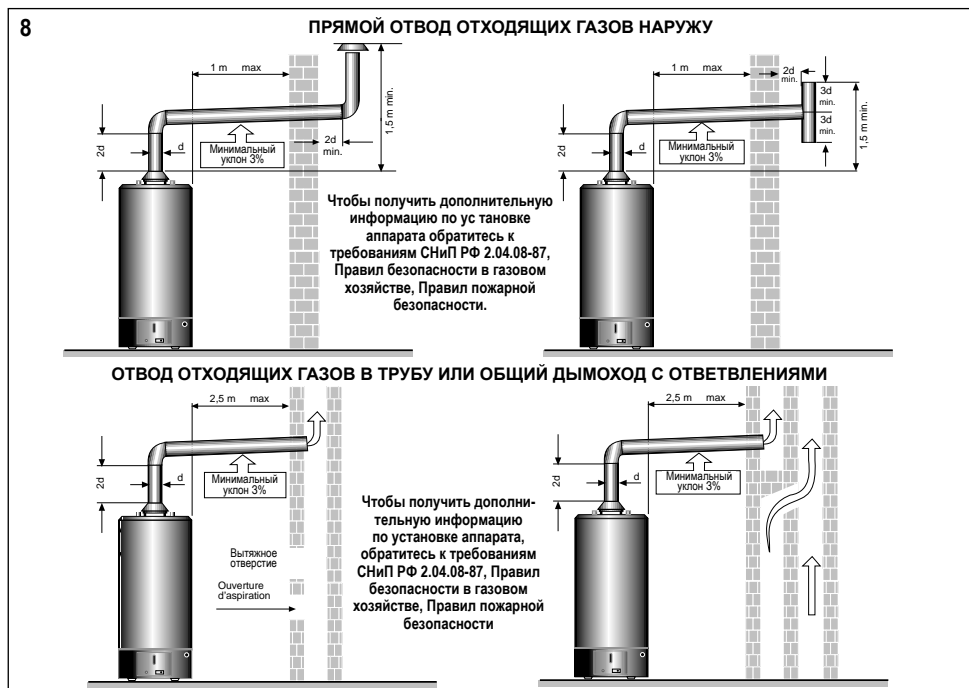 8
ПРЯМОЙ ОТВОД ОТХОДЯЩИХ ГАЗОВ НАРУЖУ
1 m max
1,5 m min.
2d
d
2d
min.
Минимальный
уклон 3%
1 m max
2d
min.
3d
min.
3d
min.
1,5 m min.
2d
d
Минимальный
уклон 3%
Чтобы получить дополнительную
информацию по ус тановке
аппарата обратитесь к
требованиям СНиП РФ 2.04.08-87,
Правил безопасности в газовом
хозяйстве, Правил пожарной
безопасности.
ОТВОД ОТХОДЯЩИХ ГАЗОВ В ТРУБУ ИЛИ ОБЩИЙ ДЫМОХОД С ОТВЕТВЛЕНИЯМИ
2,5 m max
2d
d
Минимальный
уклон 3%
Вытяжное
отверстие
Ouverture
d'aspiration
Чтобы получить дополни-
тельную информацию
по установке аппарата,
обратитесь к требованиям
СНиП РФ 2.04.08-87, Правил
безопасности в газовом
хозяйстве, Правил пожарной
безопасности
2,5 m max
2d
d
Минимальный
уклон 3%